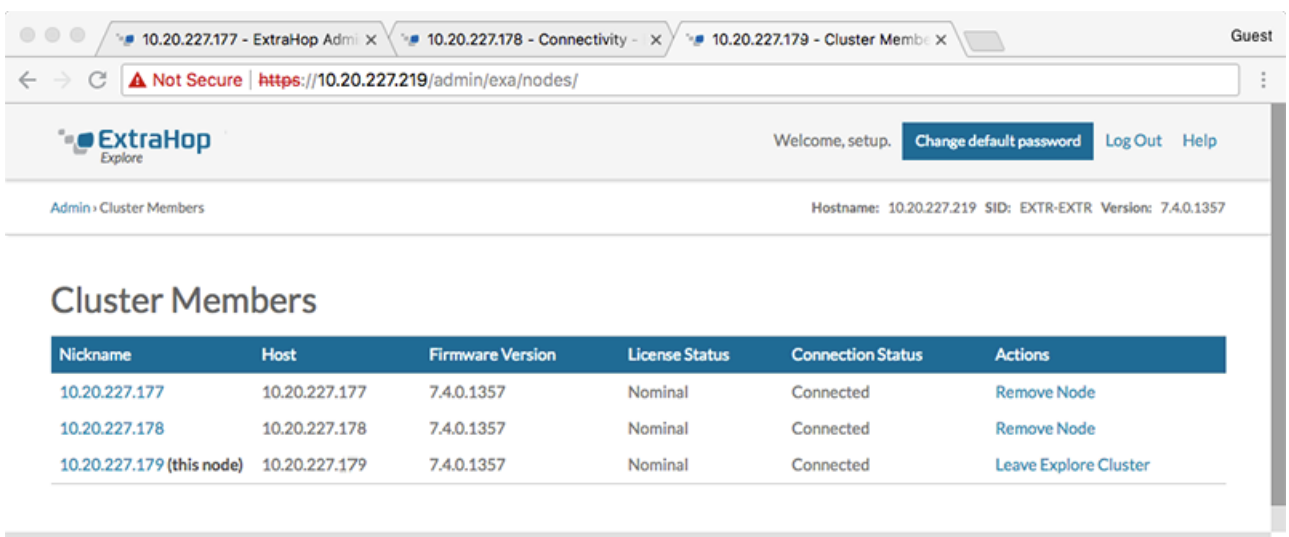 10.20.227.177 - ExtraHop Admi 10.20.227.178 - Connectivity - 10.20.227.179 - Cluster Membe Guest
Not Secure | https://10.20.227.219/admin/exa/nodes/
ExtraHop
Explore
Welcome, setup. Change default password Log Out Help
Admin › Cluster Members Hostname: 10.20.227.219 SID: EXTR-EXTR Version: 7.4.0.1357
Cluster Members
Nickname Host Firmware Version License Status Connection Status Actions
10.20.227.177 10.20.227.177 7.4.0.1357 Nominal Connected Remove Node
10.20.227.178 10.20.227.178 7.4.0.1357 Nominal Connected Remove Node
10.20.227.179 (this node) 10.20.227.179 7.4.0.1357 Nominal Connected Leave Explore Cluster